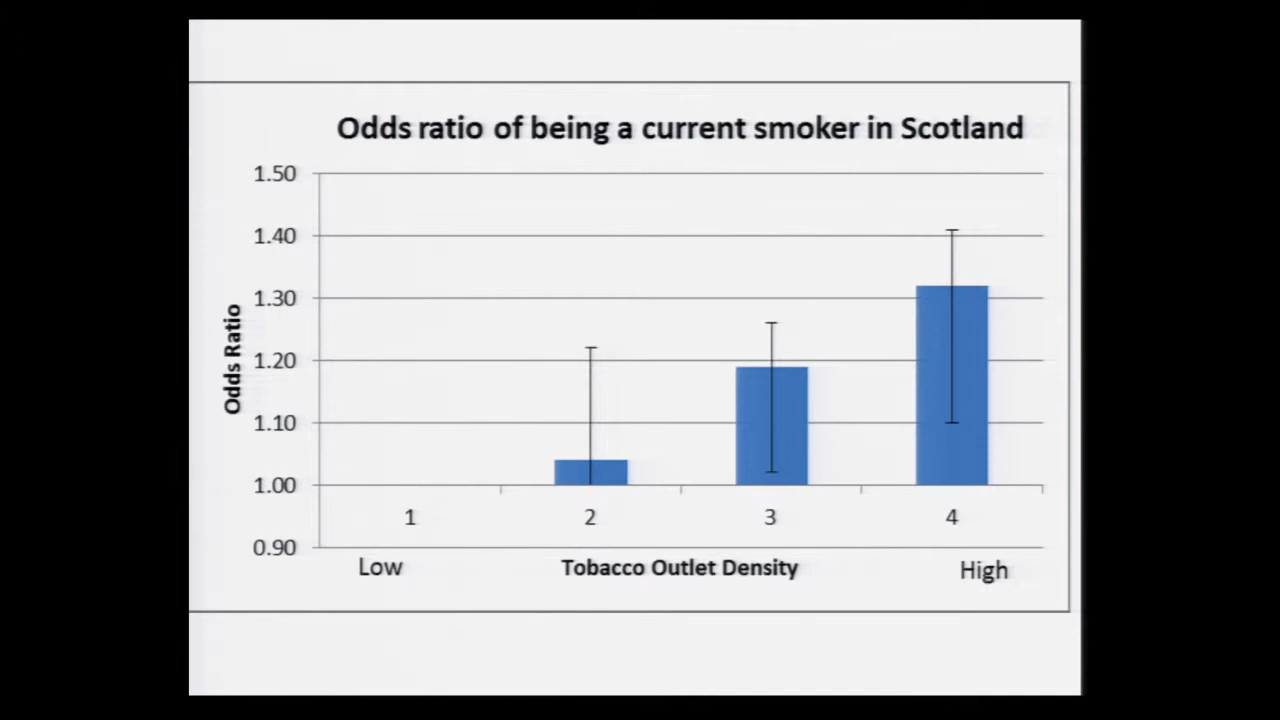 Odds ratio of being a current smoker in Scotland
1.50
1.40
1.30
1.20
1.10
1.00
0.90
Odds Ratio
1 2 3 4
Low Tobacco Outlet Density High